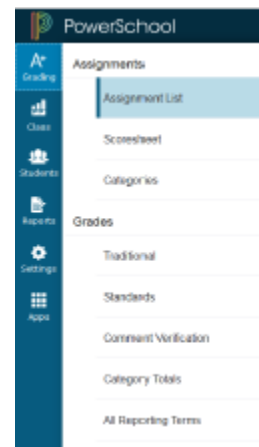 PowerSchool
A+
Grading
Class
Students
Reports
Settings
Apps
Assignments
Assignment List
Scoresheet
Categories
Grades
Traditional
Standards
Comment Verification
Category Totals
All Reporting Terms